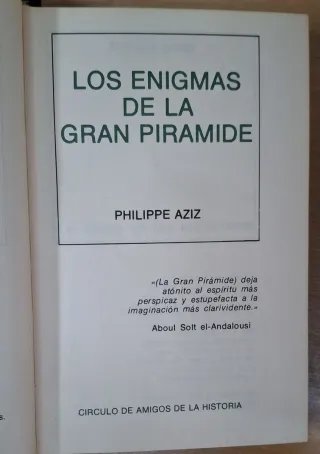 LOS ENIGMAS
DE LA
GRAN PIRAMIDE
PHILIPPE AZIZ
«(La Gran Pirámide) deja
atónito al espíritu más
perspicaz y estupefacta a la
imaginación más clarividente.»
Aboul Solt el-Andalousi
CIRCULO DE AMIGOS DE LA HISTORIA
s.